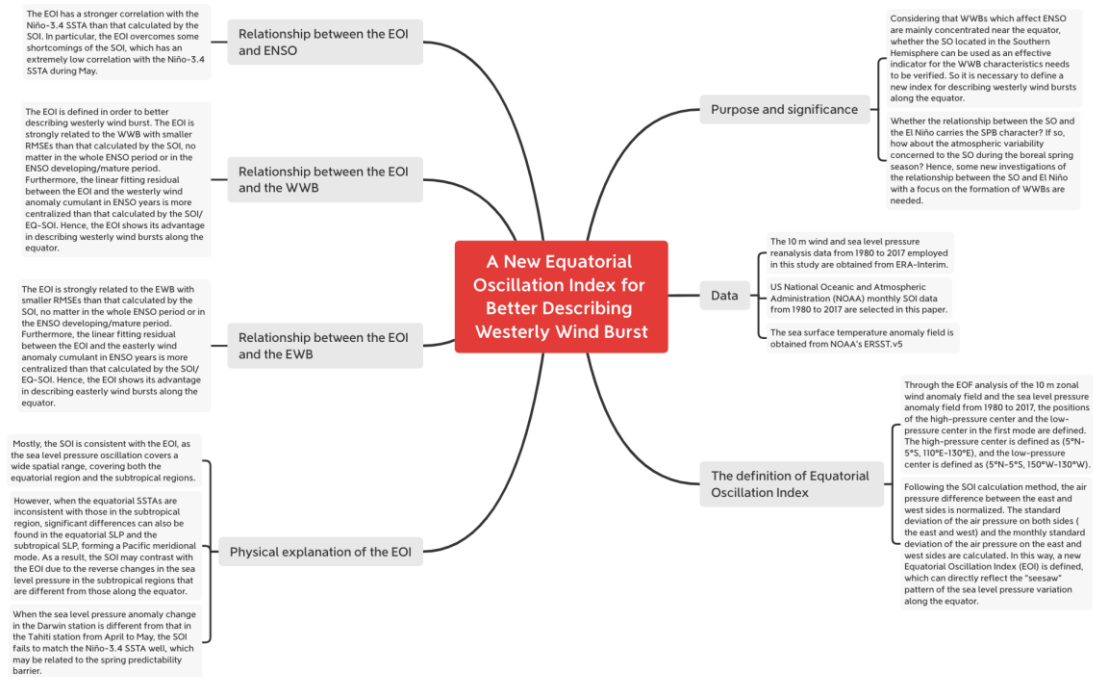 A New Equatorial
Oscillation Index for
Better Describing
Westerly Wind Burst
Relationship between the EOI
and ENSO
The EOI has a stronger correlation with the
Niño-3.4 SSTA than that calculated by the
SOI. In particular, the EOI overcomes some
shortcomings of the SOI, which has an
extremely low correlation with the Niño-3.4
SSTA during May.
Relationship between the EOI
and the WWB
The EOI is defined in order to better
describing westerly wind burst. The EOI is
strongly related to the WWB with smaller
RMSEs than that calculated by the SOI, no
matter in the whole ENSO period or in the
ENSO developing/mature period.
Furthermore, the linear fitting residual
between the EOI and the westerly wind
anomaly cumulant in ENSO years is more
centralized than that calculated by the SOI/
EQ-SOI. Hence, the EOI shows its advantage
in describing westerly wind bursts along the
equator.
Relationship between the EOI
and the EWB
The EOI is strongly related to the EWB with
smaller RMSEs than that calculated by the
SOI, no matter in the whole ENSO period or in
the ENSO developing/mature period.
Furthermore, the linear fitting residual
between the EOI and the easterly wind
anomaly cumulant in ENSO years is more
centralized than that calculated by the SOI/
EQ-SOI. Hence, the EOI shows its advantage
in describing easterly wind bursts along the
equator.
Physical explanation of the EOI
Mostly, the SOI is consistent with the EOI, as
the sea level pressure oscillation covers a
wide spatial range, covering both the
equatorial region and the subtropical regions.
However, when the equatorial SSTAs are
inconsistent with those in the subtropical
region, significant differences can also be
found in the equatorial SLP and the
subtropical SLP, forming a Pacific meridional
mode. As a result, the SOI may contrast with
the EOI due to the reverse changes in the sea
level pressure in the subtropical regions that
are different from those along the equator.
When the sea level pressure anomaly change
in the Darwin station is different from that in
the Tahiti station from April to May, the SOI
fails to match the Niño-3.4 SSTA well, which
may be related to the spring predictability
barrier.
Purpose and significance
Considering that WWBs which affect ENSO
are mainly concentrated near the equator,
whether the SO located in the Southern
Hemisphere can be used as an effective
indicator for the WWB characteristics needs
to be verified. So it is necessary to define a
new index for describing westerly wind bursts
along the equator.
Whether the relationship between the SO and
the El Niño carries the SPB character? If so,
how about the atmospheric variability
concerned to the SO during the boreal spring
season? Hence, some new investigations of
the relationship between the SO and El Niño
with a focus on the formation of WWBs are
needed.
Data
The 10 m wind and sea level pressure
reanalysis data from 1980 to 2017 employed
in this study are obtained from ERA-Interim.
US National Oceanic and Atmospheric
Administration (NOAA) monthly SOI data
from 1980 to 2017 are selected in this paper.
The sea surface temperature anomaly field is
obtained from NOAA's ERSST.v5
The definition of Equatorial
Oscillation Index
Through the EOF analysis of the 10 m zonal
wind anomaly field and the sea level pressure
anomaly field from 1980 to 2017, the positions
of the high-pressure center and the low-
pressure center in the first mode are defined.
The high-pressure center is defined as (5°N-
5°S, 110°E-130°E), and the low-pressure
center is defined as (5°N-5°S, 150°W-130°W).
Following the SOI calculation method, the air
pressure difference between the east and
west sides is normalized. The standard
deviation of the air pressure on both sides (
the east and west) and the monthly standard
deviation of the air pressure on the east and
west sides are calculated. In this way, a new
Equatorial Oscillation Index (EOI) is defined,
which can directly reflect the "seesaw"
pattern of the sea level pressure variation
along the equator.